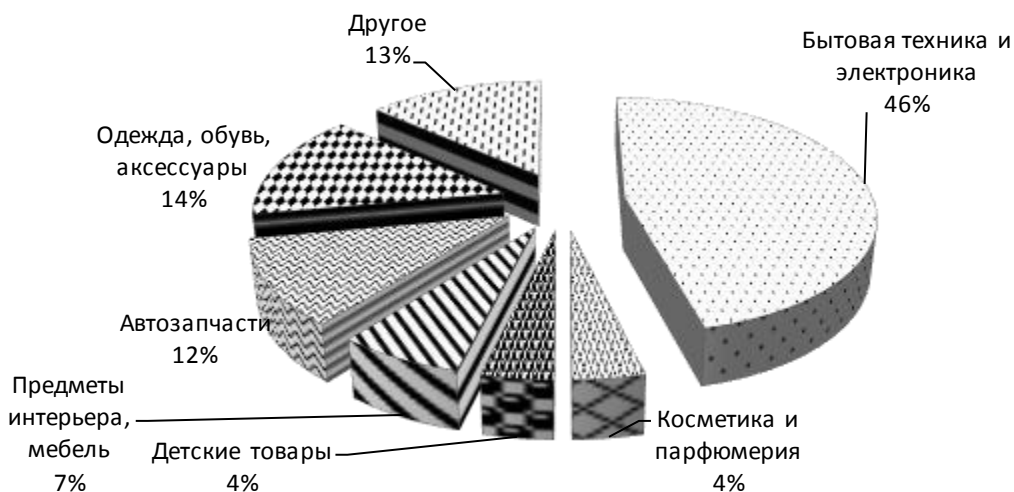 Другое
13%
Бытовая техника и
электроника
46%
Одежда, обувь,
аксессуары
14%
Автозапчасти
12%
Предметы
интерьера,
мебель
7%
Детские товары
4%
Косметика и
парфюмерия
4%